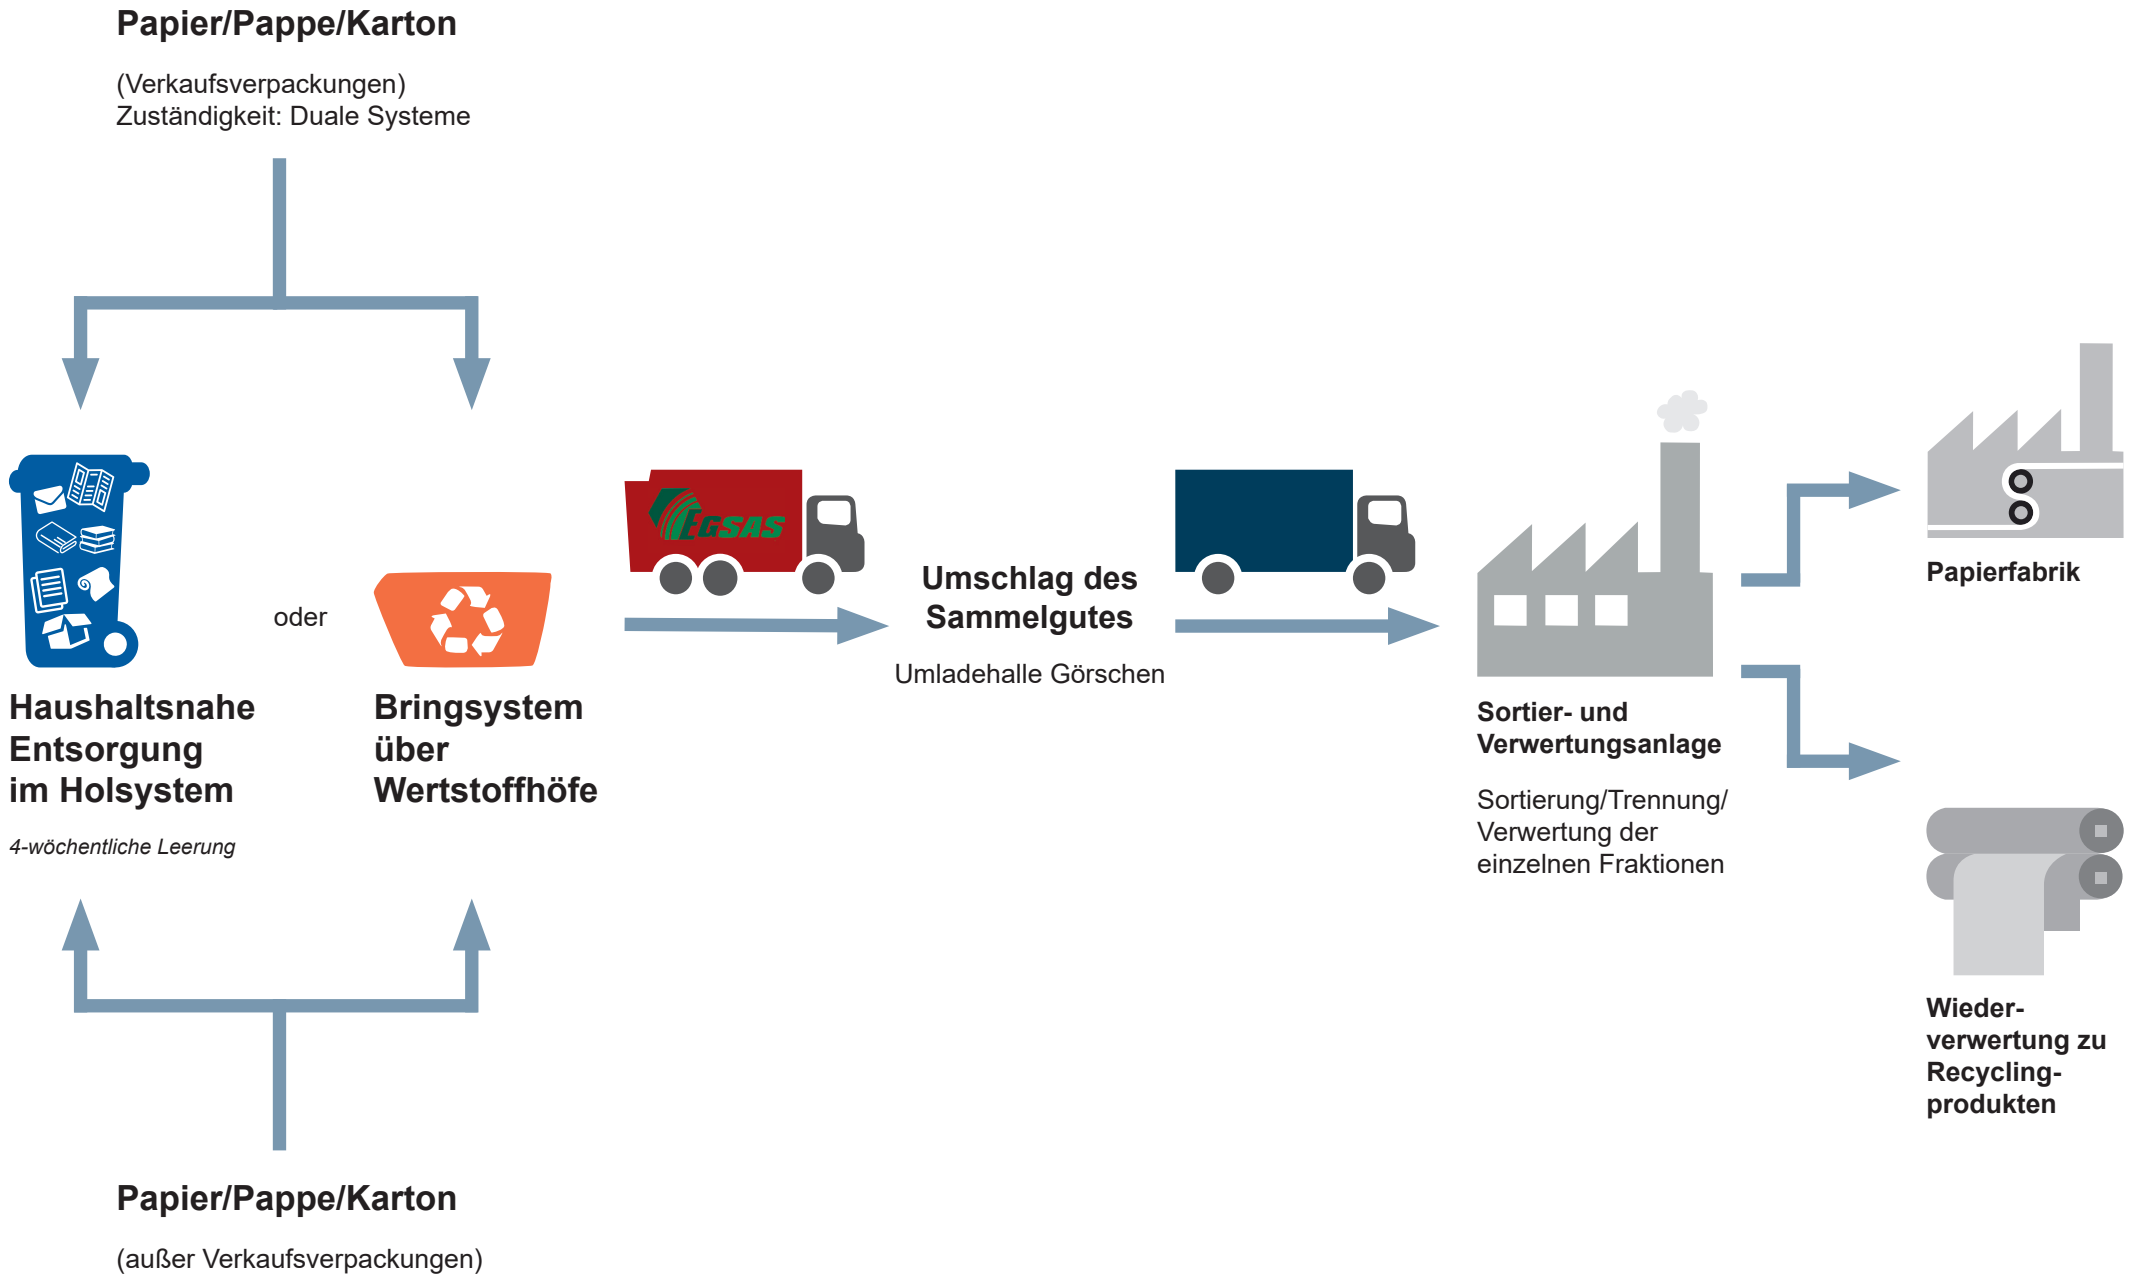 Papier/Pappe/Karton
(Verkaufsverpackungen)
Zuständigkeit: Duale Systeme
oder
Haushaltsnahe
Entsorgung
im Holsystem
4-wöchentliche Leerung
Bringsystem
über
Wertstoffhöfe
EGSAS
Umschlag des
Sammelgutes
Umladehalle Görschen
Sortier- und
Verwertungsanlage
Sortierung/Trennung/
Verwertung der
einzelnen Fraktionen
Papierfabrik
Wieder-
verwertung zu
Recycling-
produkten
Papier/Pappe/Karton
(außer Verkaufsverpackungen)